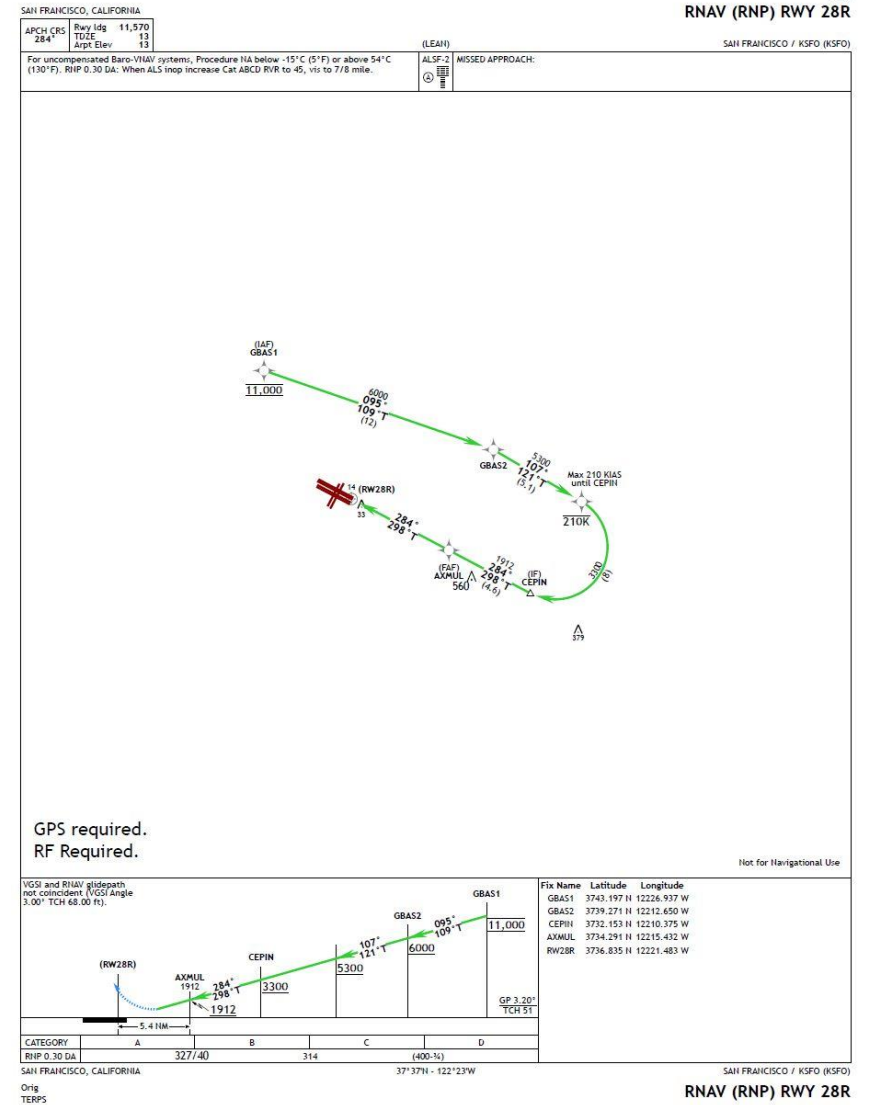 SAN FRANCISCO, CALIFORNIA
RNAV (RNP) RWY 28R
APCH CRS
284°
Rwy ldg 11,570
TDZE 13
Arpt Elev 13
(LEAN)
SAN FRANCISCO / KSFO (KSFO)
For uncompensated Baro-VNAV systems, Procedure NA below -15°C (5°F) or above 54°C
(130°F). RNP 0.30 DA: When ALS inop increase Cat ABCD RVR to 45, vis to 7/8 mile.
ALSF-2
A
MISSED APPROACH:
(IAF)
GBAS1
11,000
6000
095°
109°T
(12)
GBAS2
5300
107°
121°T
(5.1)
Max 210 KIAS
until CEPIN
210K
14 (RW28R)
33
284°
298°T
(FAF)
AXMUL
560
1912
284°
298°T
(4.6)
(IF)
CEPIN
3300
(8)
379
GPS required.
RF Required.
Not for Navigational Use
VGSI and RNAV glidepath
not coincident (VGSI Angle
3.00° TCH 68.00 ft).
GBAS1
GBAS2
095°
109°T
11,000
107°
121°T
6000
CEPIN
5300
(RW28R)
AXMUL
1912
284°
298°T
3300
1912
GP 3.20°
TCH 51
5.4 NM
Fix Name Latitude Longitude
GBAS1 3743.197 N 12226.937 W
GBAS2 3739.271 N 12212.650 W
CEPIN 3732.153 N 12210.375 W
AXMUL 3734.291 N 12215.432 W
RW28R 3736.835 N 12221.483 W
CATEGORY A B C D
RNP 0.30 DA 327/40 314 (400-¾)
SAN FRANCISCO, CALIFORNIA
37°37'N - 122°23'W
SAN FRANCISCO / KSFO (KSFO)
Orig
TERPS
RNAV (RNP) RWY 28R